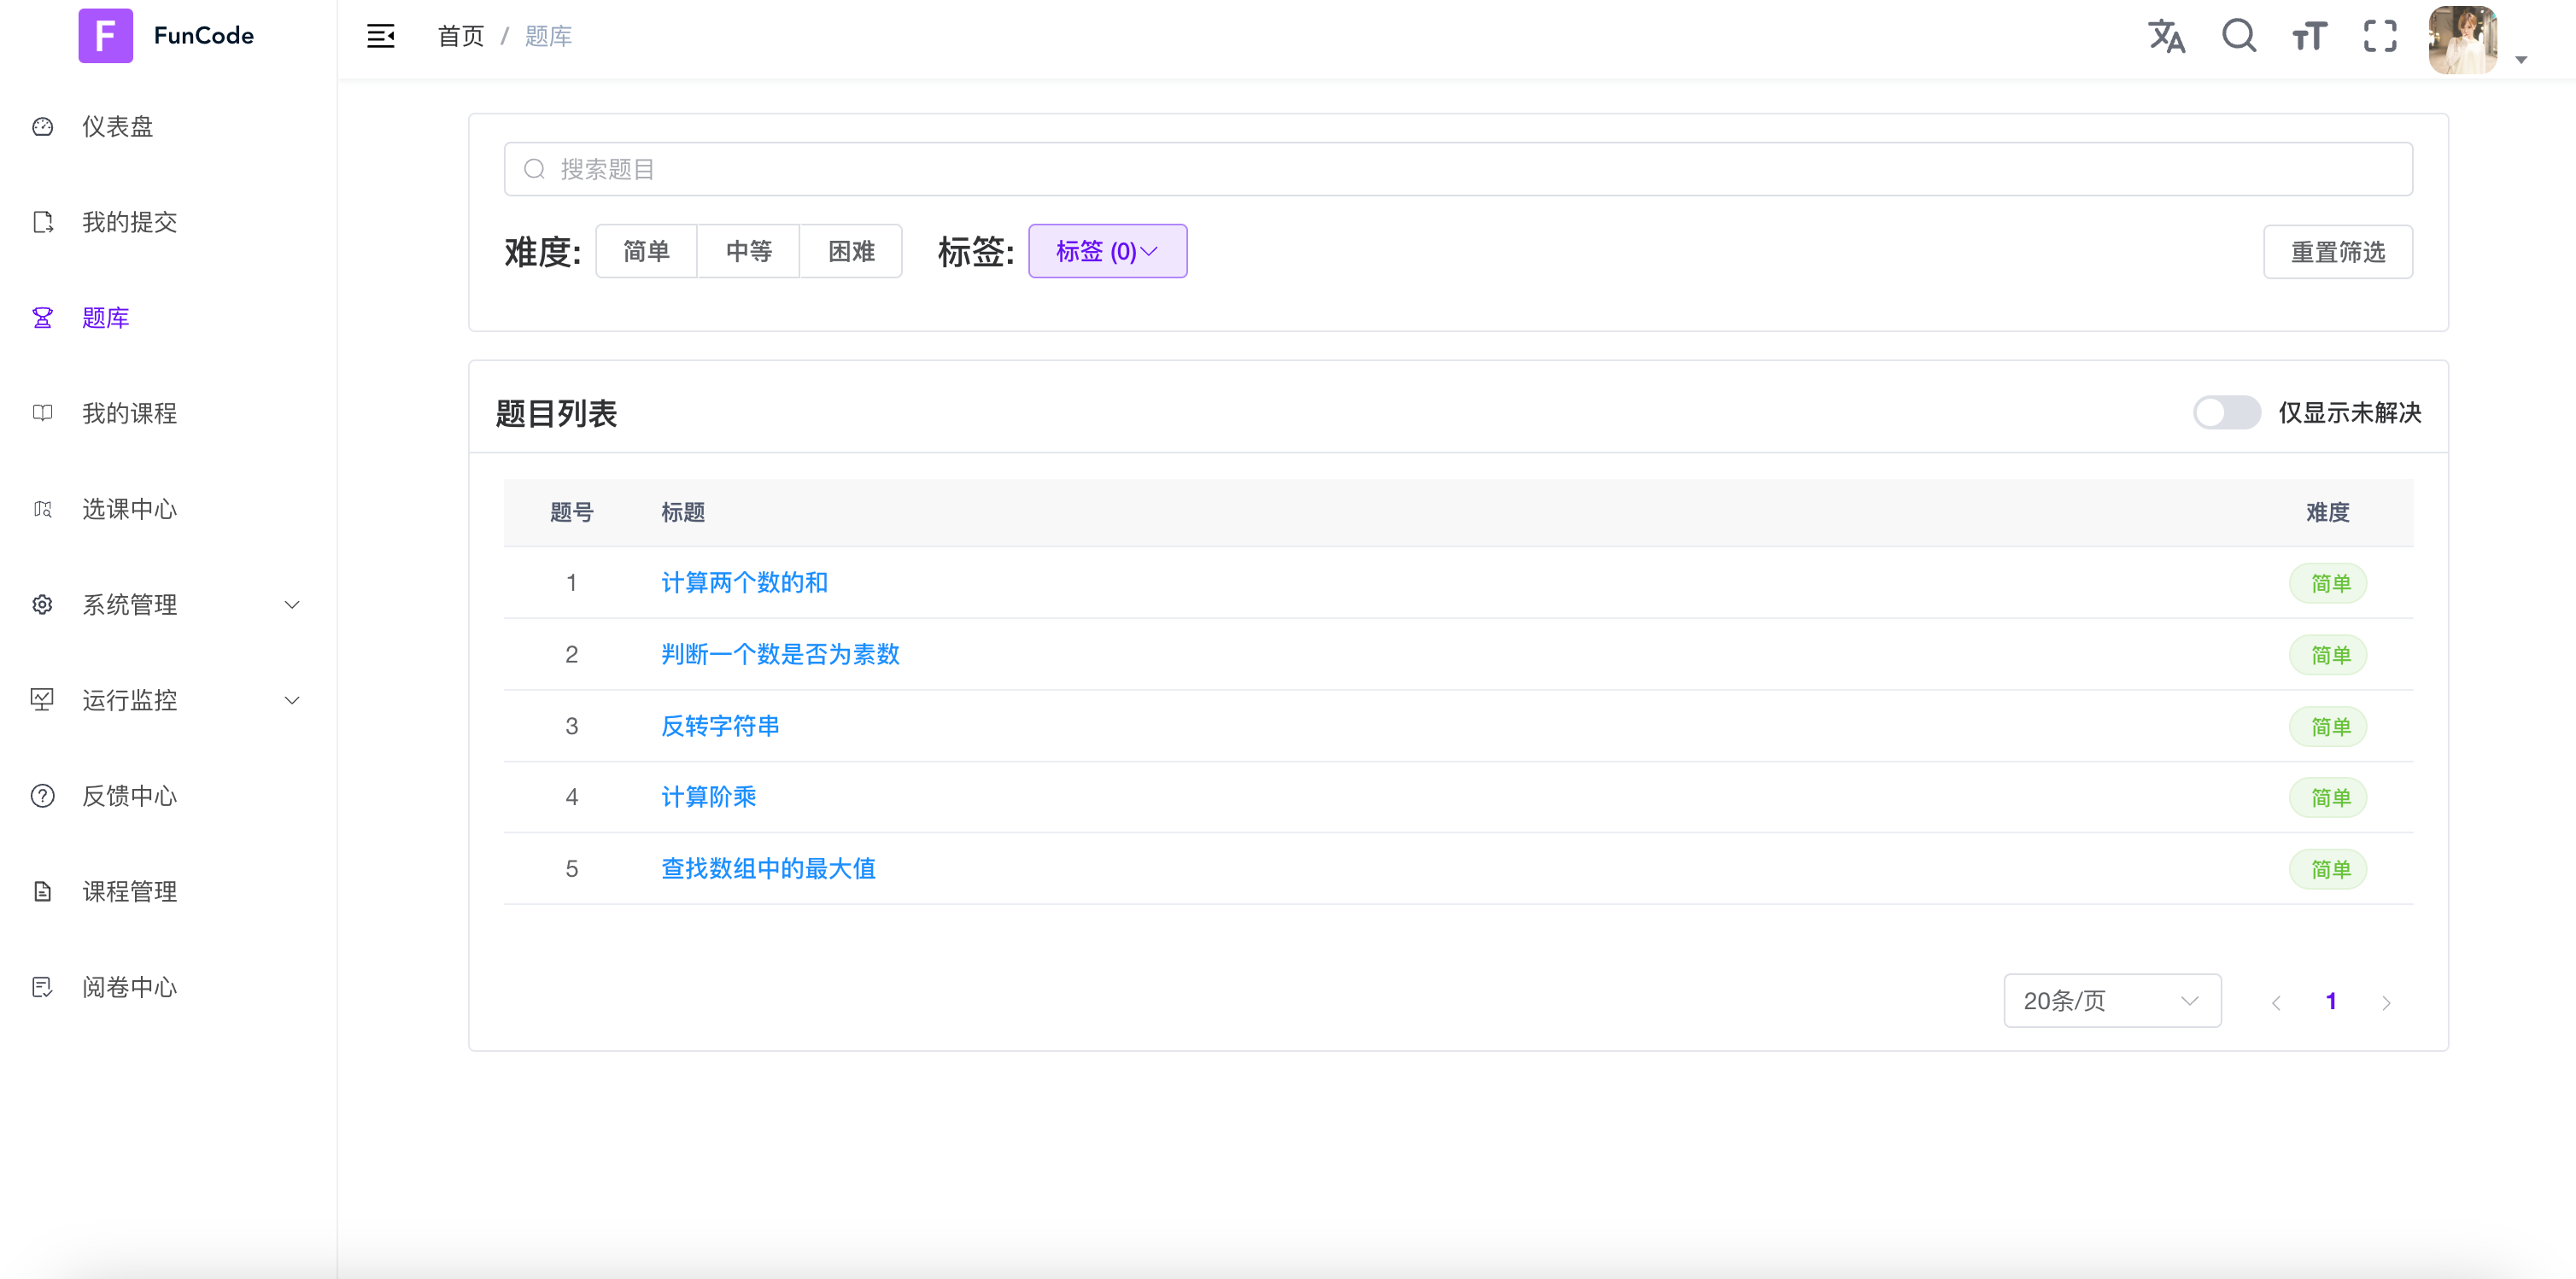 F FunCode
首页 / 题库
仪表盘
我的提交
题库
我的课程
选课中心
系统管理
运行监控
反馈中心
课程管理
阅卷中心
搜索题目
难度: 简单 中等 困难 标签: 标签 (0) 重置筛选
题目列表 仅显示未解决
题号 标题 难度
1 计算两个数的和 简单
2 判断一个数是否为素数 简单
3 反转字符串 简单
4 计算阶乘 简单
5 查找数组中的最大值 简单
20条/页 1